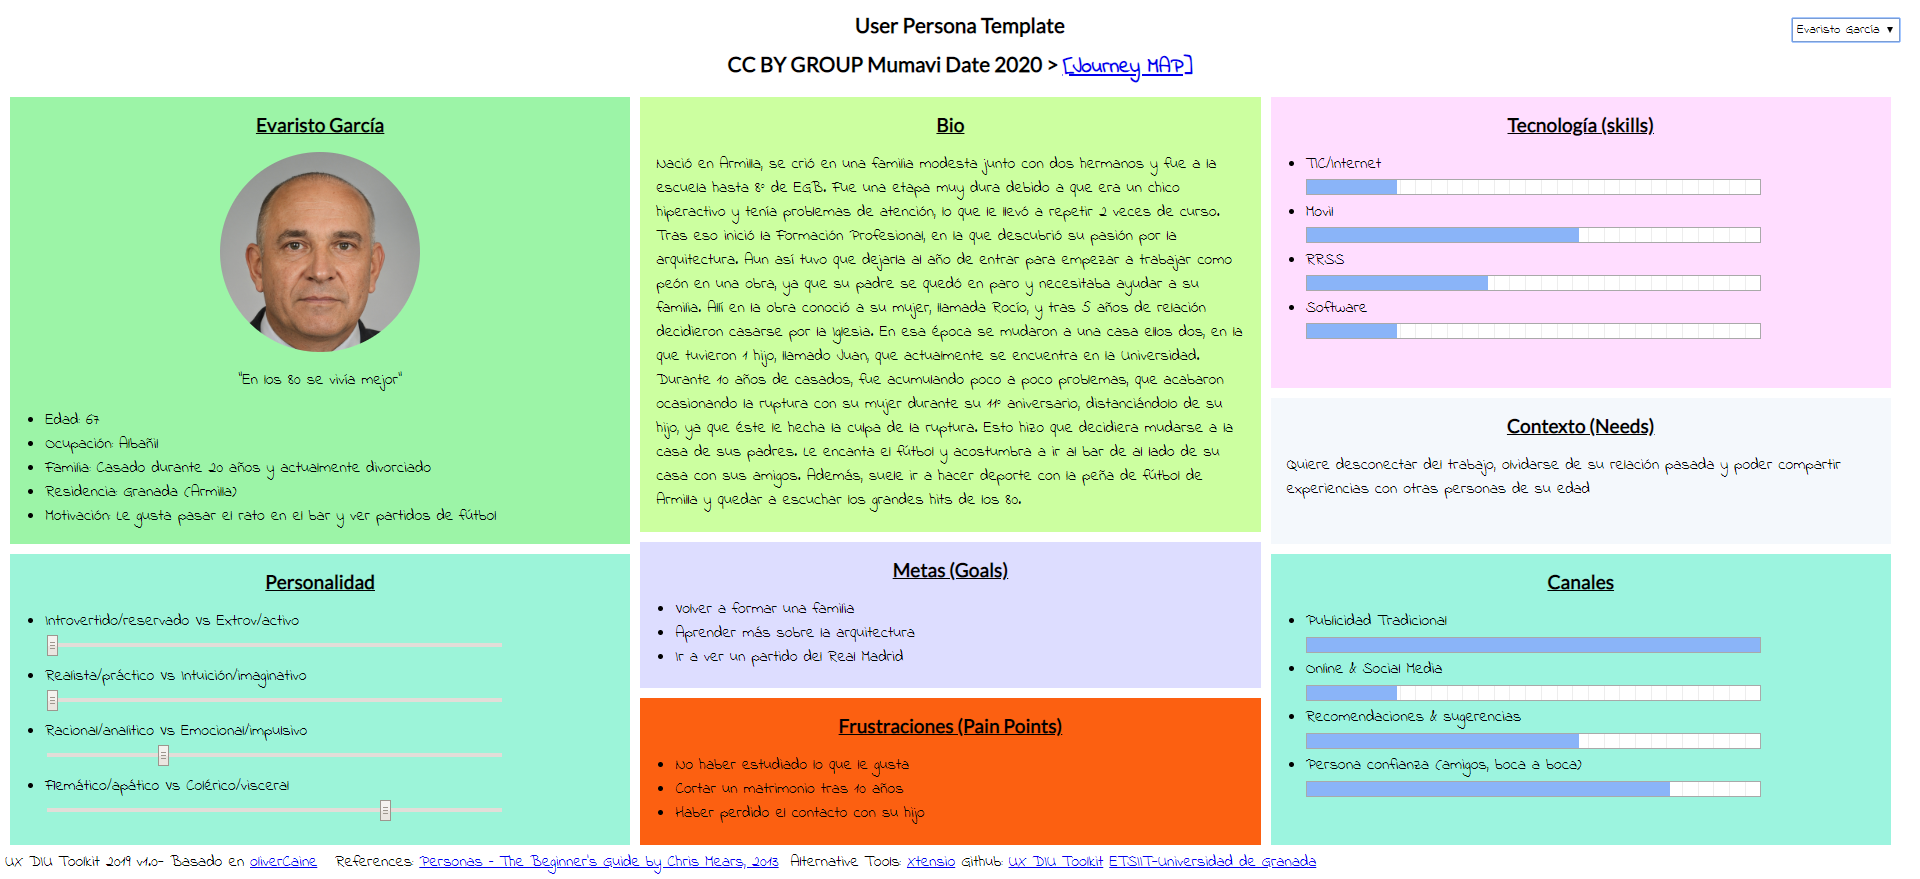 User Persona Template
Evaristo García ▼
CC BY GROUP Mumavi Date 2020 > [Journey MAP]
Evaristo García
"En los 80 se vivía mejor"
Edad: 67
Ocupación: Albañil
Familia: Casado durante 20 años y actualmente divorciado
Residencia: Granada (Armilla)
Motivación: Le gusta pasar el rato en el bar y ver partidos de fútbol
Personalidad
Introvertido/reservado Vs Extrov/activo
Realista/práctico Vs Intuición/imaginativo
Racional/analítico Vs Emocional/impulsivo
Flemático/apático Vs Colérico/visceral
Bio
Nació en Armilla, se crió en una familia modesta junto con dos hermanos y fue a la
escuela hasta 8º de EGB. Fue una etapa muy dura debido a que era un chico
hiperactivo y tenía problemas de atención, lo que le llevó a repetir 2 veces de curso.
Tras eso inició la Formación Profesional, en la que descubrió su pasión por la
arquitectura. Aun así tuvo que dejarla al año de entrar para empezar a trabajar como
peón en una obra, ya que su padre se quedó en paro y necesitaba ayudar a su
familia. Allí en la obra conoció a su mujer, llamada Rocío, y tras 5 años de relación
decidieron casarse por la Iglesia. En esa época se mudaron a una casa ellos dos, en la
que tuvieron 1 hijo, llamado Juan, que actualmente se encuentra en la Universidad.
Durante 10 años de casados, fue acumulando poco a poco problemas, que acabaron
ocasionando la ruptura con su mujer durante su 11º aniversario, distanciándolo de su
hijo, ya que éste le hecha la culpa de la ruptura. Esto hizo que decidiera mudarse a la
casa de sus padres. Le encanta el fútbol y acostumbra a ir al bar de al lado de su
casa con sus amigos. Además, suele ir a hacer deporte con la peña de fútbol de
Armilla y quedar a escuchar los grandes hits de los 80.
Metas (Goals)
Volver a formar una familia
Aprender más sobre la arquitectura
Ir a ver un partido del Real Madrid
Frustraciones (Pain Points)
No haber estudiado lo que le gusta
Cortar un matrimonio tras 10 años
Haber perdido el contacto con su hijo
Tecnología (skills)
TIC/Internet
Movil
RRSS
Software
Contexto (Needs)
Quiere desconectar del trabajo, olvidarse de su relación pasada y poder compartir
experiencias con otras personas de su edad
Canales
Publicidad Tradicional
Online & Social Media
Recomendaciones & sugerencias
Persona confianza (amigos, boca a boca)
UX DIU Toolkit 2019 v1.0- Basado en oliverCaine References: Personas - The Beginner's Guide by Chris Mears, 2013 Alternative Tools: Xtensio Github: UX DIU Toolkit ETSIIT-Universidad de Granada